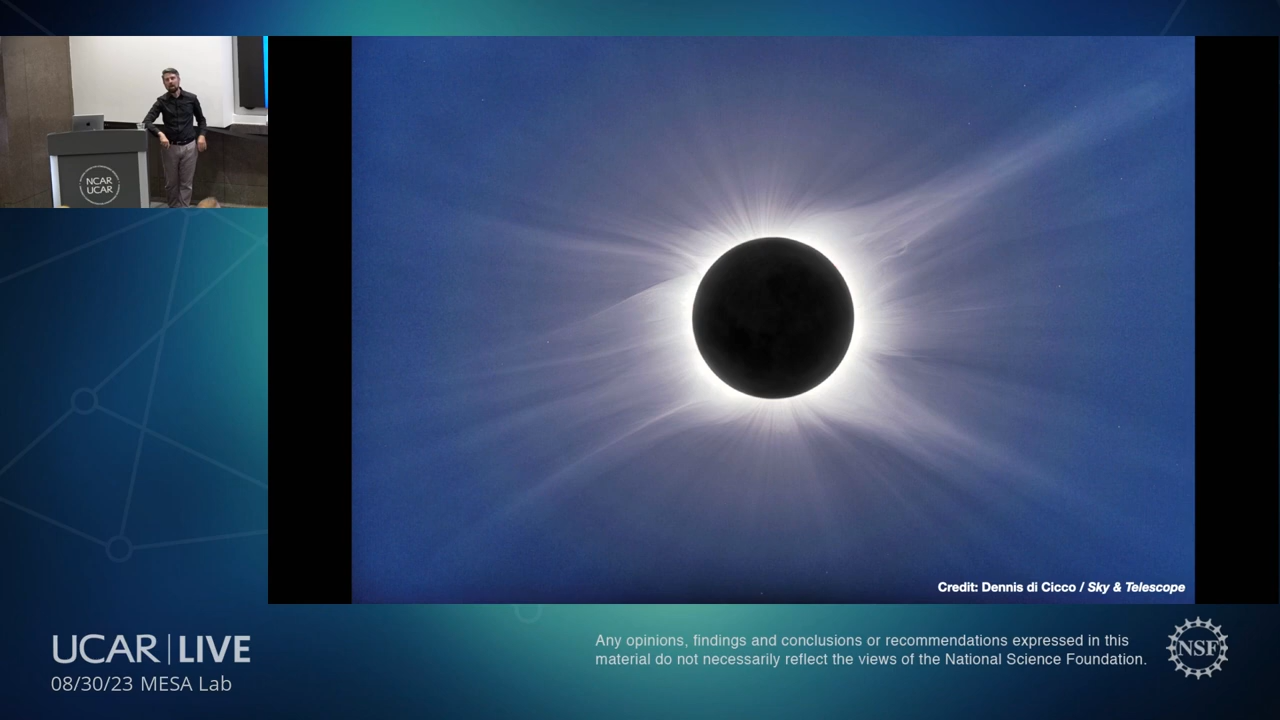 NCAR
UCAR
Credit: Dennis di Cicco / Sky & Telescope
UCAR | LIVE
08/30/23 MESA Lab
Any opinions, findings and conclusions or recommendations expressed in this
material do not necessarily reflect the views of the National Science Foundation.
NSF